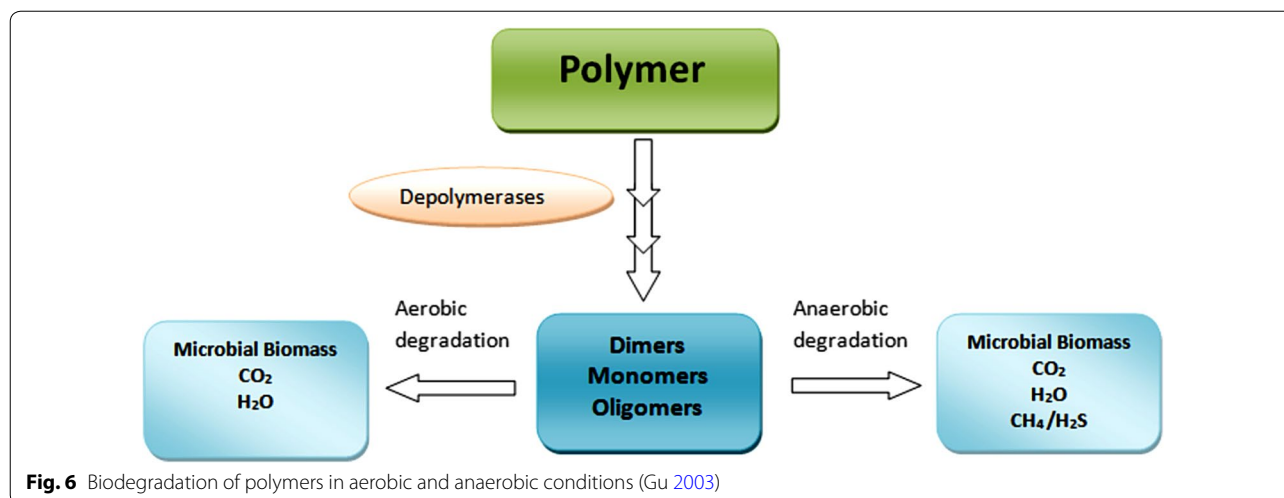 Polymer
Depolymerases
Aerobic
degradation
Anaerobic
degradation
Microbial Biomass
CO₂
H₂O
Dimers
Monomers
Oligomers
Microbial Biomass
CO₂
H₂O
CH₄/H₂S
Fig. 6 Biodegradation of polymers in aerobic and anaerobic conditions (Gu 2003)